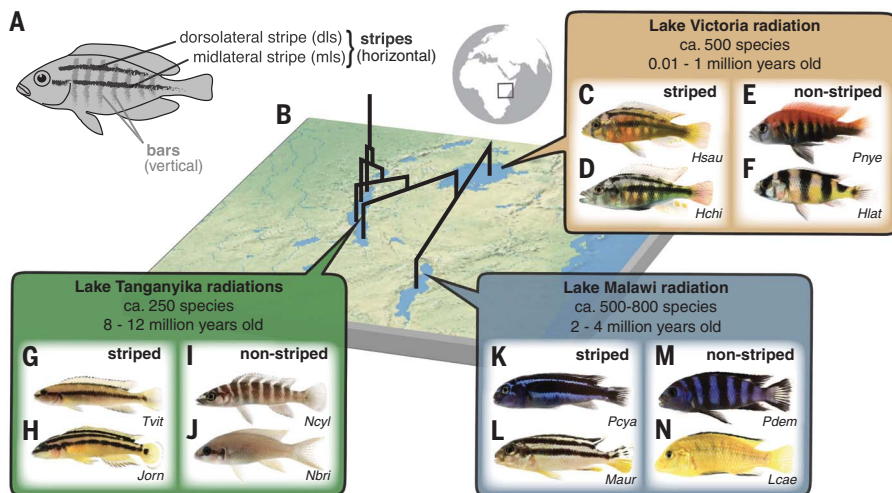 A
dorsolateral stripe (dls)
midlateral stripe (mls)
} stripes
(horizontal)
bars
(vertical)
B
Lake Victoria radiation
ca. 500 species
0.01 - 1 million years old
C striped
Hsau
D
Hchi
E non-striped
Pnye
F
Hlat
Lake Tanganyika radiations
ca. 250 species
8 - 12 million years old
G striped
Tvit
H
Jorn
I non-striped
Ncyl
J
Nbri
Lake Malawi radiation
ca. 500-800 species
2 - 4 million years old
K striped
Pcya
L
Maur
M non-striped
Pdem
N
Lcae